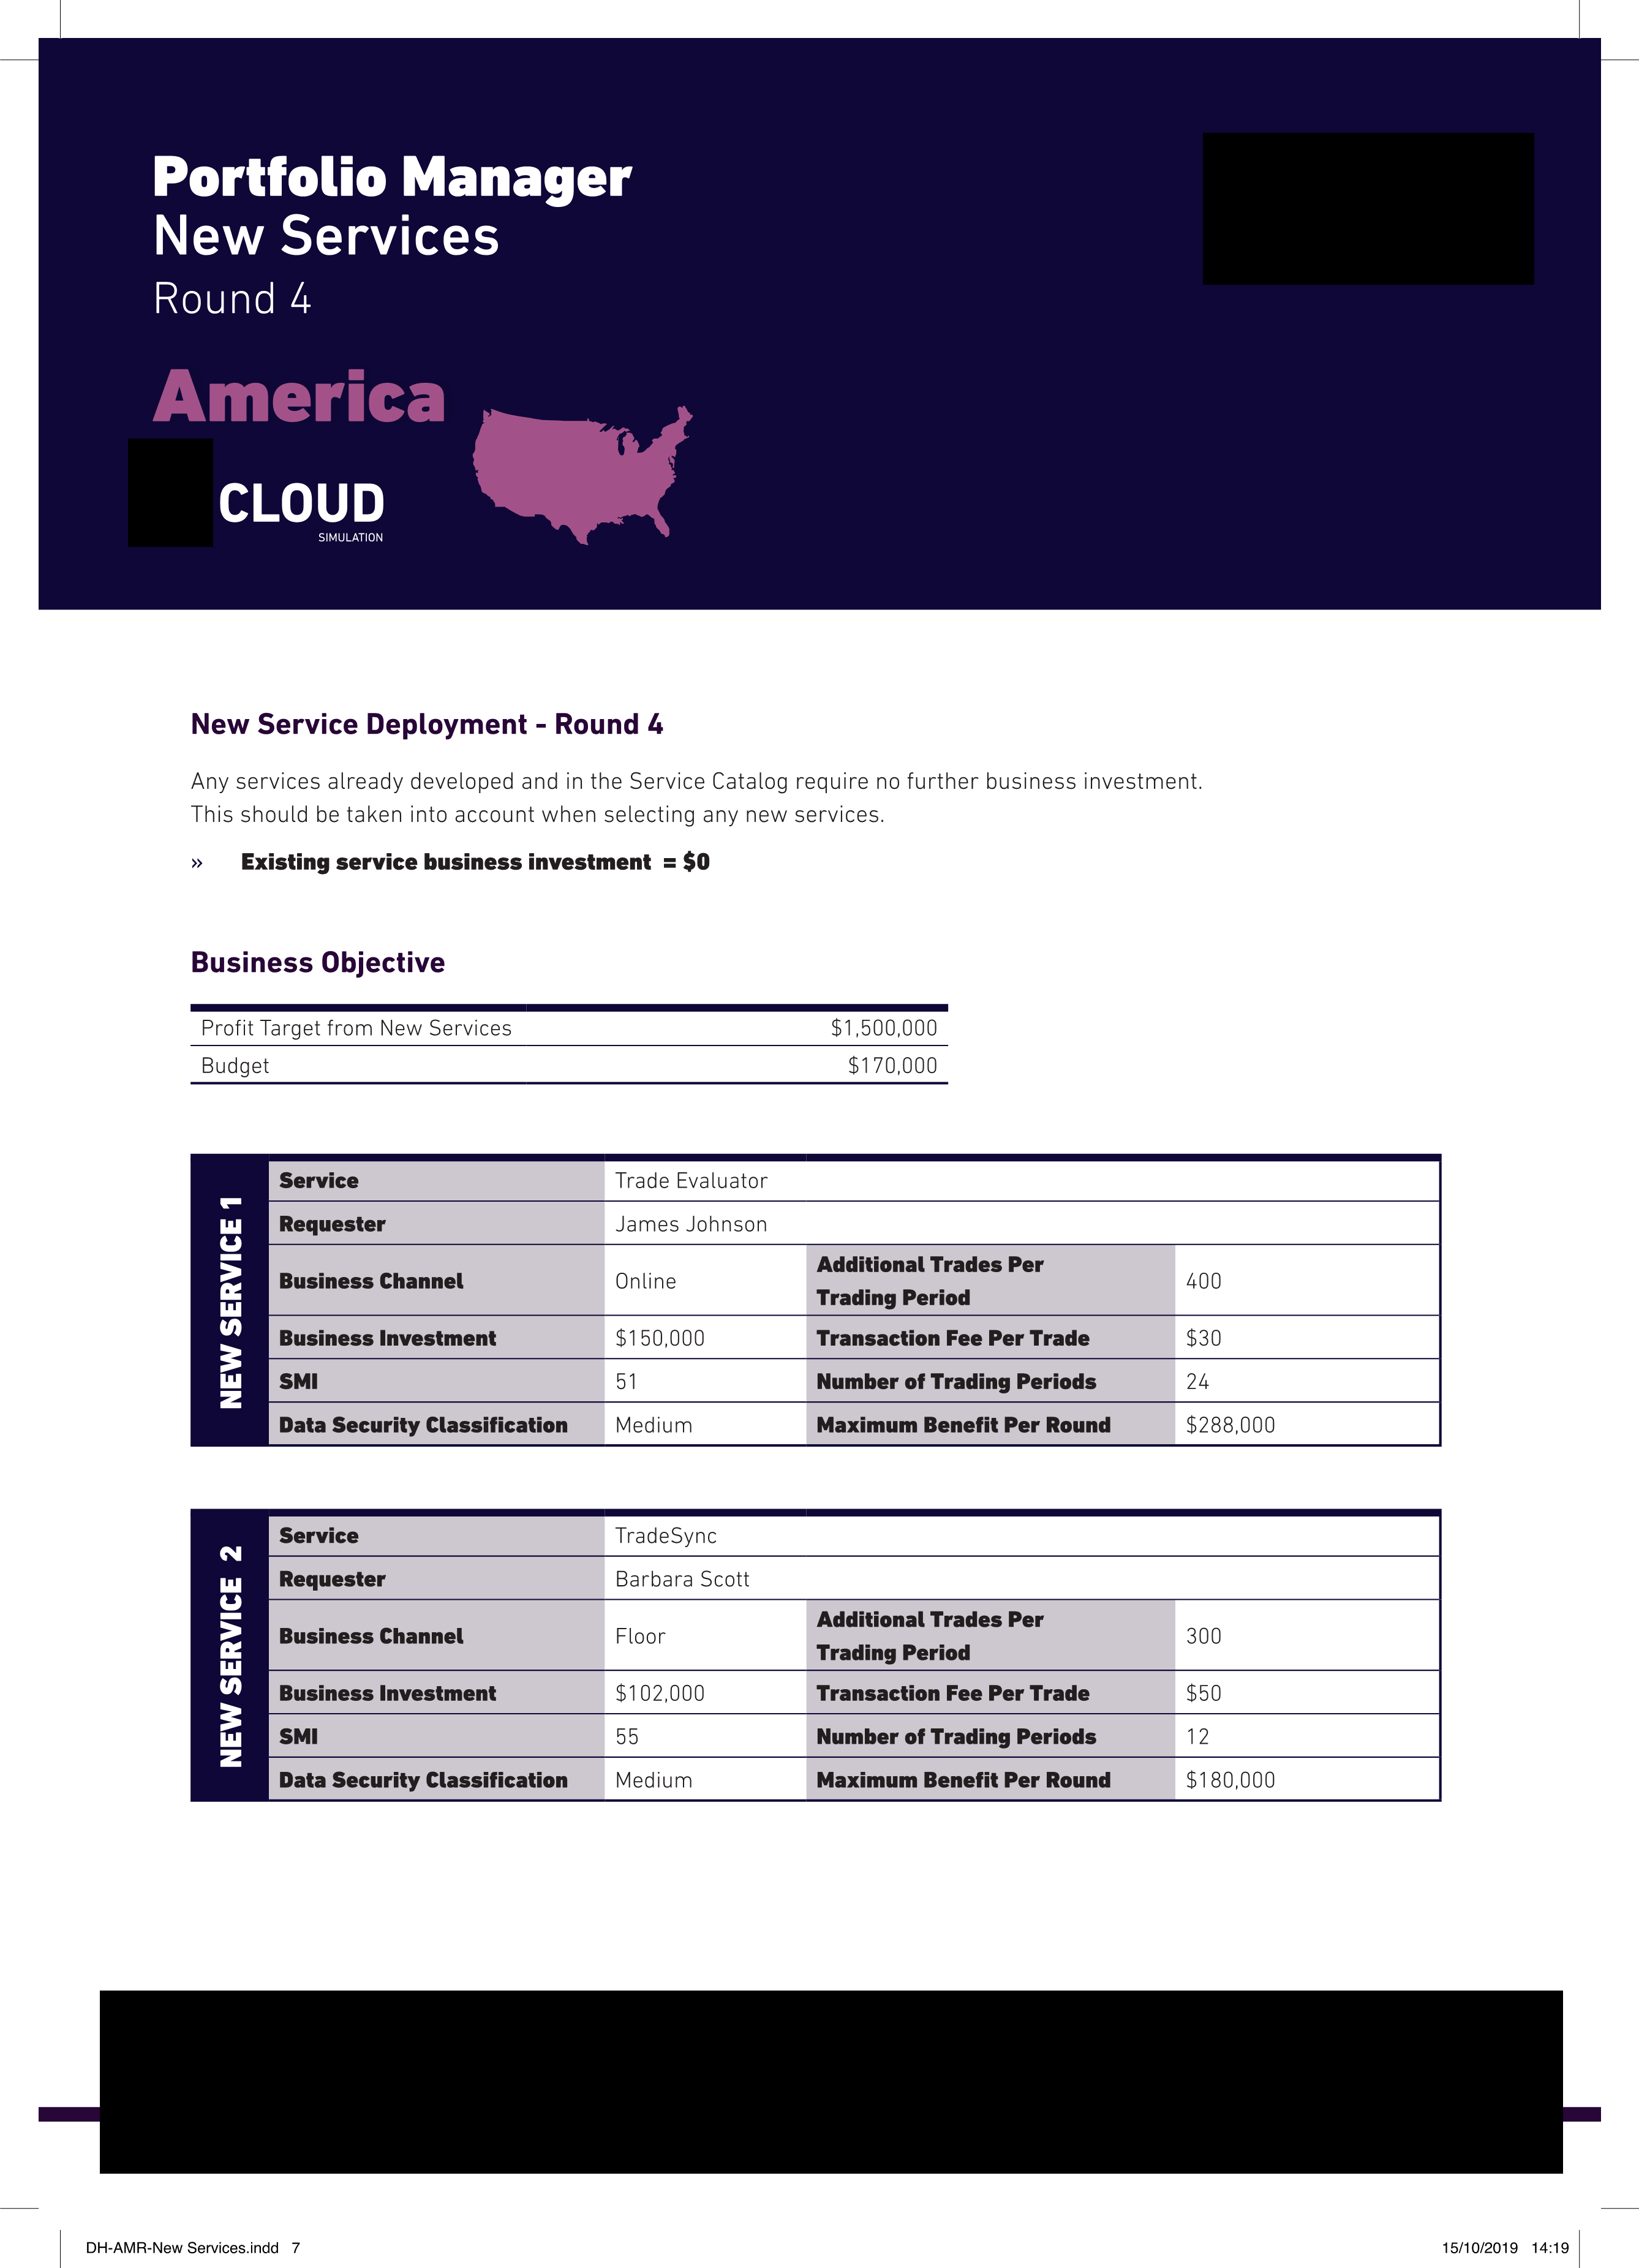 Portfolio Manager
New Services
Round 4
America
CLOUD
SIMULATION
New Service Deployment - Round 4
Any services already developed and in the Service Catalog require no further business investment.
This should be taken into account when selecting any new services.
» Existing service business investment = $0
Business Objective
Profit Target from New Services $1,500,000
Budget $170,000
NEW SERVICE 1
Service Trade Evaluator
Requester James Johnson
Business Channel Online Additional Trades Per Trading Period 400
Business Investment $150,000 Transaction Fee Per Trade $30
SMI 51 Number of Trading Periods 24
Data Security Classification Medium Maximum Benefit Per Round $288,000
NEW SERVICE 2
Service TradeSync
Requester Barbara Scott
Business Channel Floor Additional Trades Per Trading Period 300
Business Investment $102,000 Transaction Fee Per Trade $50
SMI 55 Number of Trading Periods 12
Data Security Classification Medium Maximum Benefit Per Round $180,000
DH-AMR-New Services.indd 7 15/10/2019 14:19